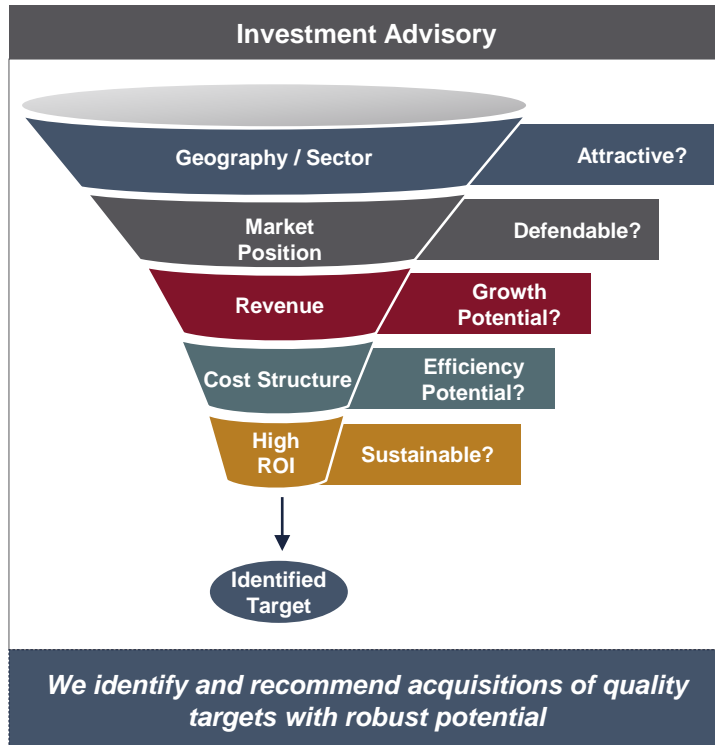 Investment Advisory
Geography / Sector
Attractive?
Market
Position
Defendable?
Revenue
Growth
Potential?
Cost Structure
Efficiency
Potential?
High
ROI
Sustainable?
Identified
Target
We identify and recommend acquisitions of quality
targets with robust potential